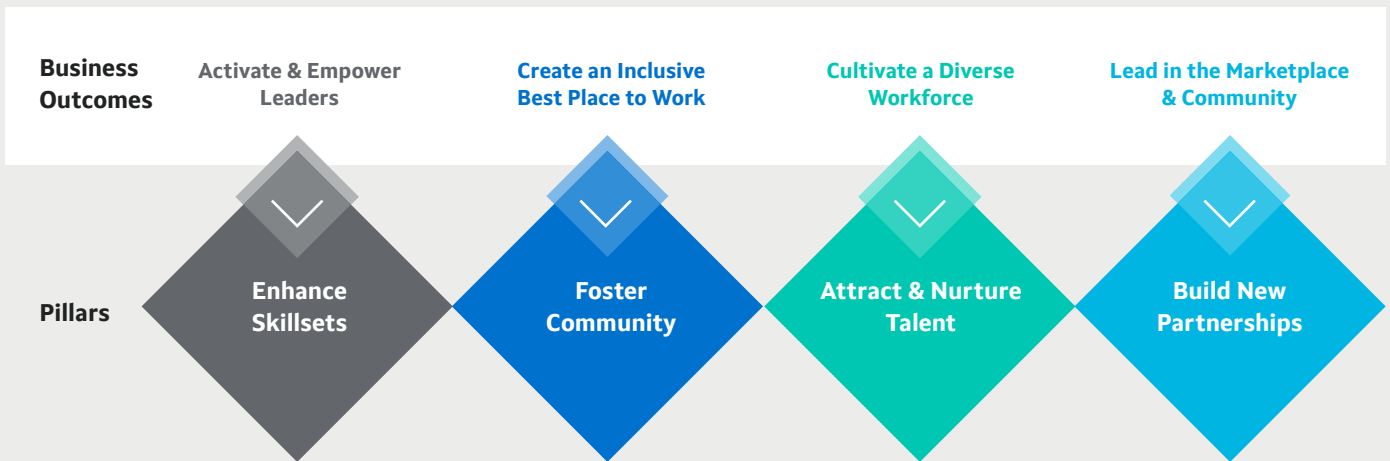 Business
Outcomes
Activate & Empower
Leaders
Create an Inclusive
Best Place to Work
Cultivate a Diverse
Workforce
Lead in the Marketplace
& Community
Pillars
Enhance
Skillsets
Foster
Community
Attract & Nurture
Talent
Build New
Partnerships